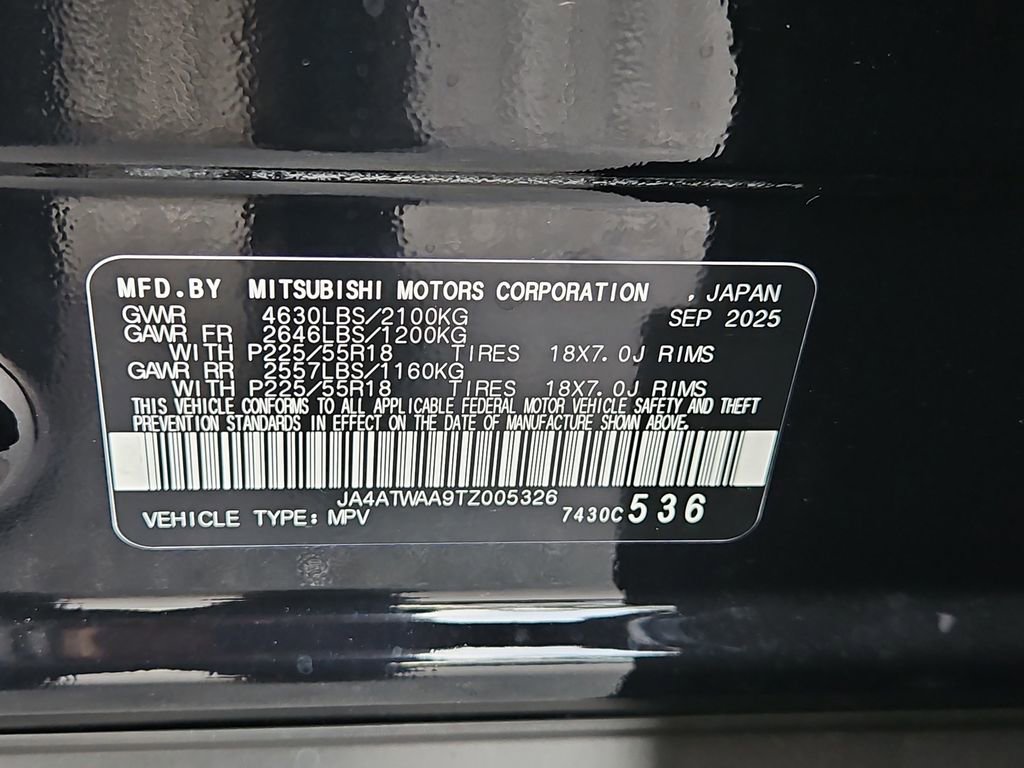 MFD.BY MITSUBISHI MOTORS CORPORATION , JAPAN
GVWR 4630LBS/2100KG SEP 2025
GAWR FR 2646LBS/1200KG
WITH P225/55R18 TIRES 18X7.0J RIMS
GAWR RR 2557LBS/1160KG
WITH P225/55R18 TIRES 18X7.0J RIMS
THIS VEHICLE CONFORMS TO ALL APPLICABLE FEDERAL MOTOR VEHICLE SAFETY AND THEFT
PREVENTION STANDARDS IN EFFECT ON THE DATE OF MANUFACTURE SHOWN ABOVE.
JA4ATWAA9TZ005326
VEHICLE TYPE: MPV 7430C 536